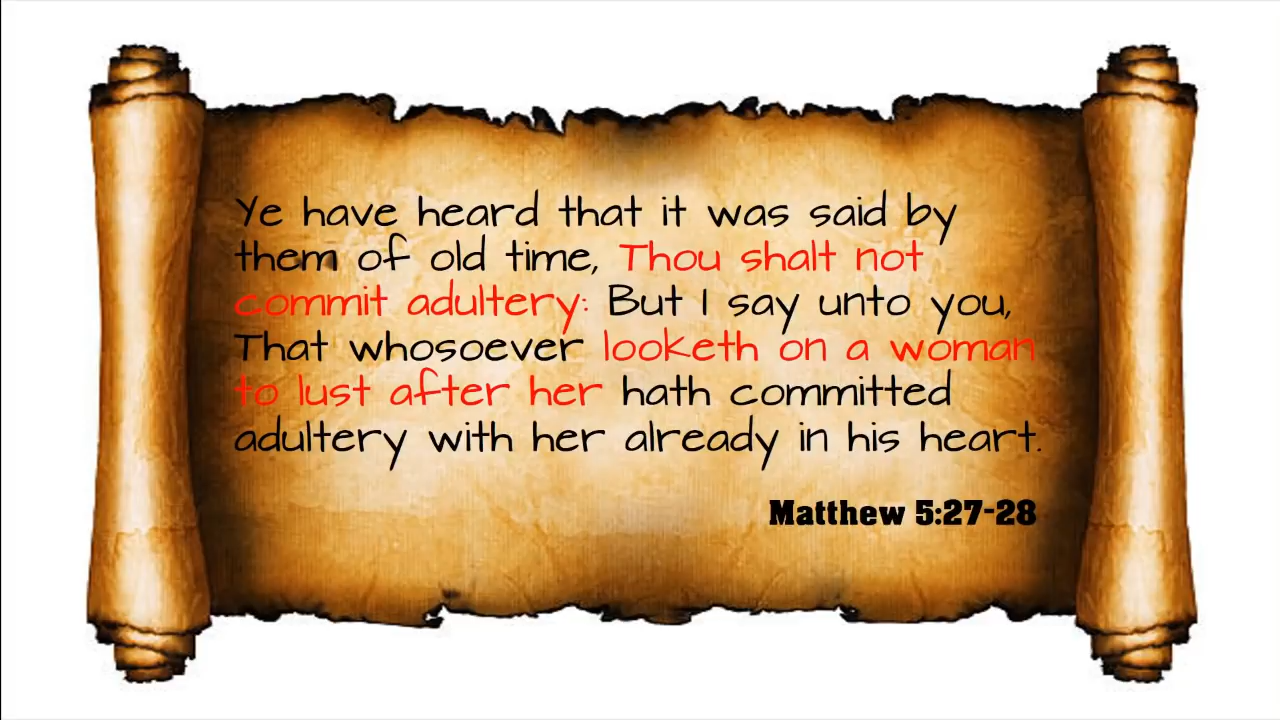 Ye have heard that it was said by
them of old time, Thou shalt not
commit adultery: But I say unto you,
That whosoever looketh on a woman
to lust after her hath committed
adultery with her already in his heart.
Matthew 5:27-28